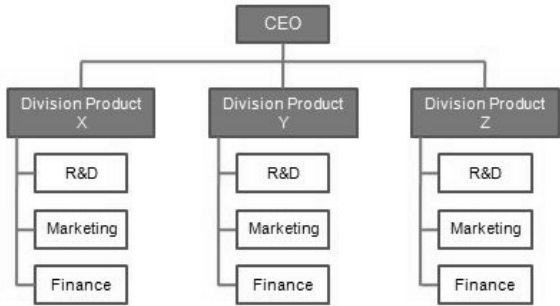 CEO
Division Product
X
Division Product
Y
Division Product
Z
R&D
R&D
R&D
Marketing
Marketing
Marketing
Finance
Finance
Finance